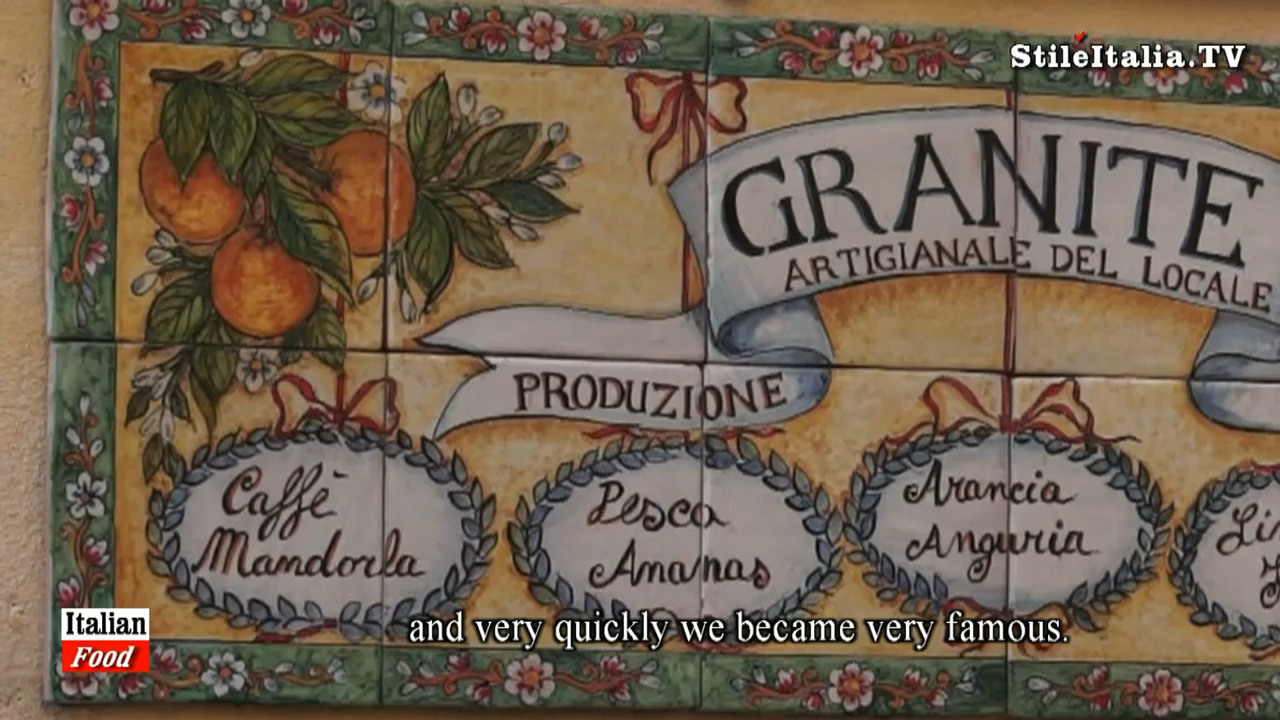 StileItalia.TV
GRANITE
ARTIGIANALE DEL LOCALE
PRODUZIONE
Caffè
Mandorla
Pesca
Ananas
Arancia
Anguria
and very quickly we became very famous.
Italian
Food